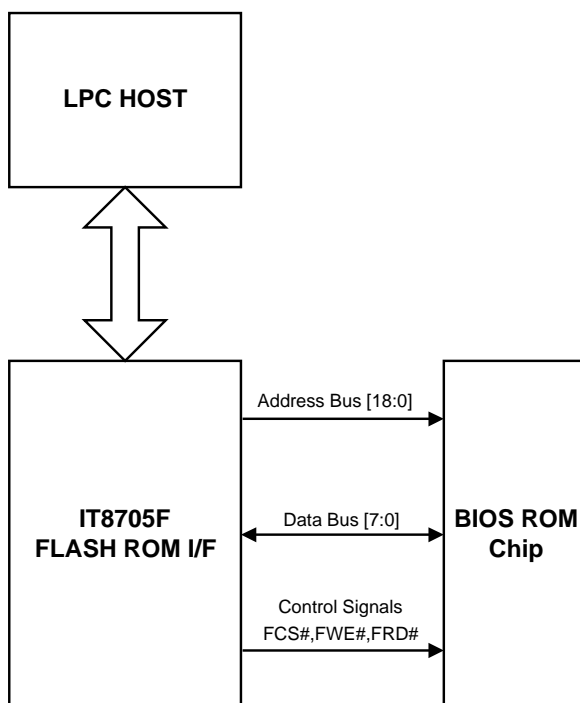 LPC HOST
Address Bus [18:0]
IT8705F
FLASH ROM I/F
Data Bus [7:0]
BIOS ROM
Chip
Control Signals
FCS#,FWE#,FRD#